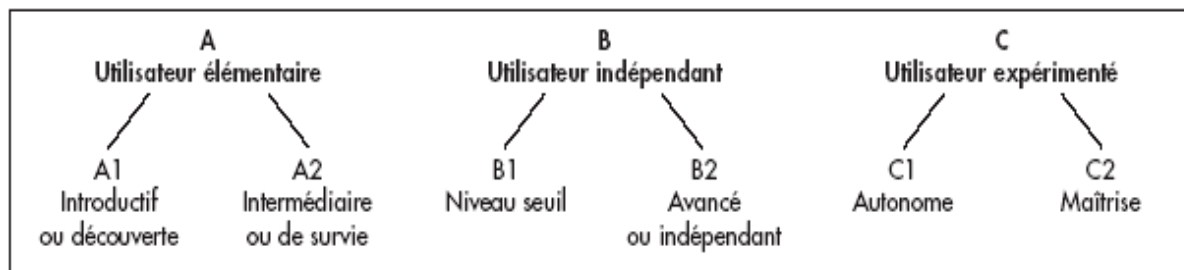 A
Utilisateur élémentaire
A1
Introductif
ou découverte
A2
Intermédiaire
ou de survie
B
Utilisateur indépendant
B1
Niveau seuil
B2
Avancé
ou indépendant
C
Utilisateur expérimenté
C1
Autonome
C2
Maîtrise